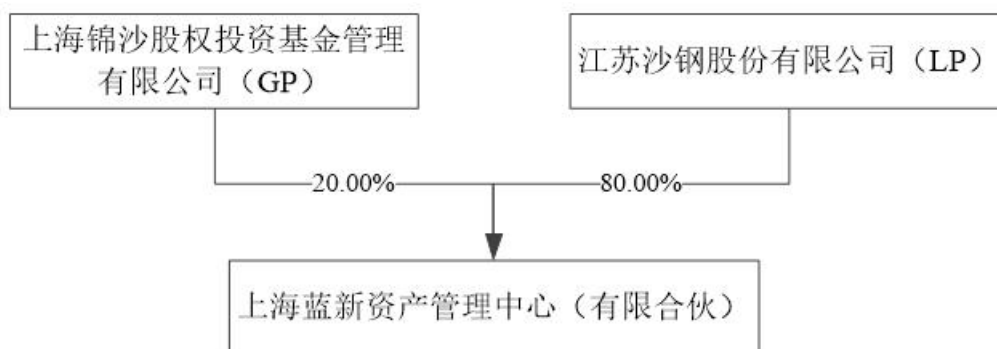 上海锦沙股权投资基金管理
有限公司（GP）
江苏沙钢股份有限公司（LP）
20.00%
80.00%
上海蓝新资产管理中心（有限合伙）